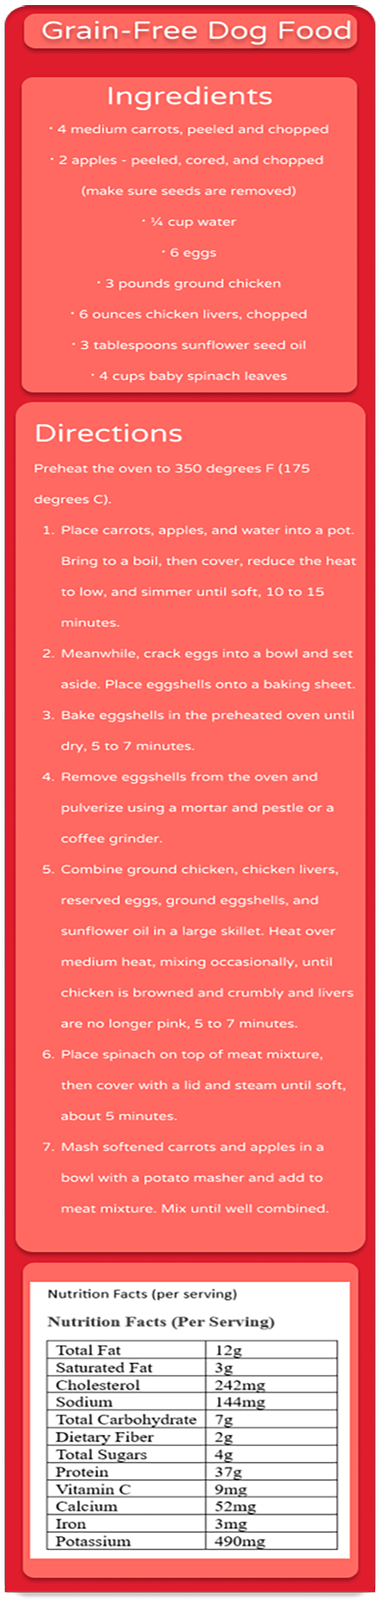 Grain-Free Dog Food
Ingredients
· 4 medium carrots, peeled and chopped
· 2 apples - peeled, cored, and chopped
(make sure seeds are removed)
· ¼ cup water
· 6 eggs
· 3 pounds ground chicken
· 6 ounces chicken livers, chopped
· 3 tablespoons sunflower seed oil
· 4 cups baby spinach leaves
Directions
Preheat the oven to 350 degrees F (175
degrees C).
1. Place carrots, apples, and water into a pot.
Bring to a boil, then cover, reduce the heat
to low, and simmer until soft, 10 to 15
minutes.
2. Meanwhile, crack eggs into a bowl and set
aside. Place eggshells onto a baking sheet.
3. Bake eggshells in the preheated oven until
dry, 5 to 7 minutes.
4. Remove eggshells from the oven and
pulverize using a mortar and pestle or a
coffee grinder.
5. Combine ground chicken, chicken livers,
reserved eggs, ground eggshells, and
sunflower oil in a large skillet. Heat over
medium heat, mixing occasionally, until
chicken is browned and crumbly and livers
are no longer pink, 5 to 7 minutes.
6. Place spinach on top of meat mixture,
then cover with a lid and steam until soft,
about 5 minutes.
7. Mash softened carrots and apples in a
bowl with a potato masher and add to
meat mixture. Mix until well combined.
Nutrition Facts (per serving)
Nutrition Facts (Per Serving)
Total Fat 12g
Saturated Fat 3g
Cholesterol 242mg
Sodium 144mg
Total Carbohydrate 7g
Dietary Fiber 2g
Total Sugars 4g
Protein 37g
Vitamin C 9mg
Calcium 52mg
Iron 3mg
Potassium 490mg